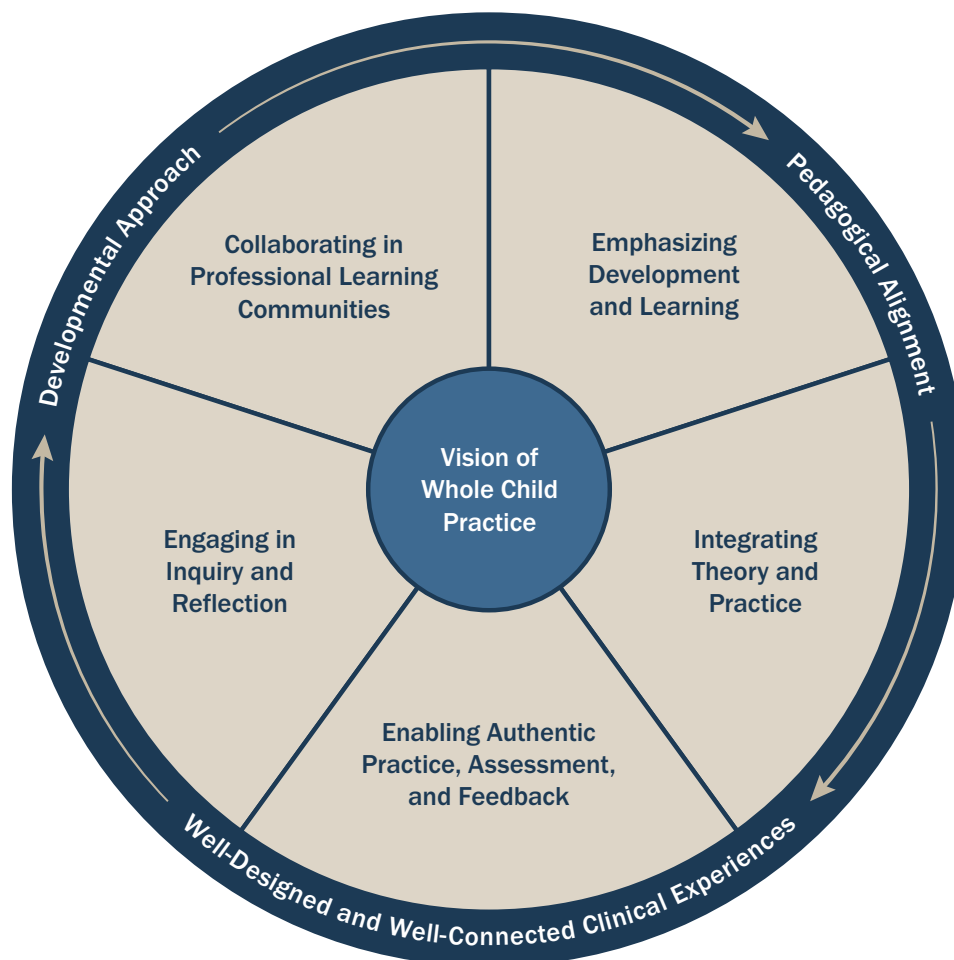 Developmental Approach
Pedagogical Alignment
Collaborating in
Professional Learning
Communities
Emphasizing
Development
and Learning
Vision of
Whole Child
Practice
Engaging in
Inquiry and
Reflection
Integrating
Theory and
Practice
Enabling Authentic
Practice, Assessment,
and Feedback
Well-Designed and Well-Connected Clinical Experiences